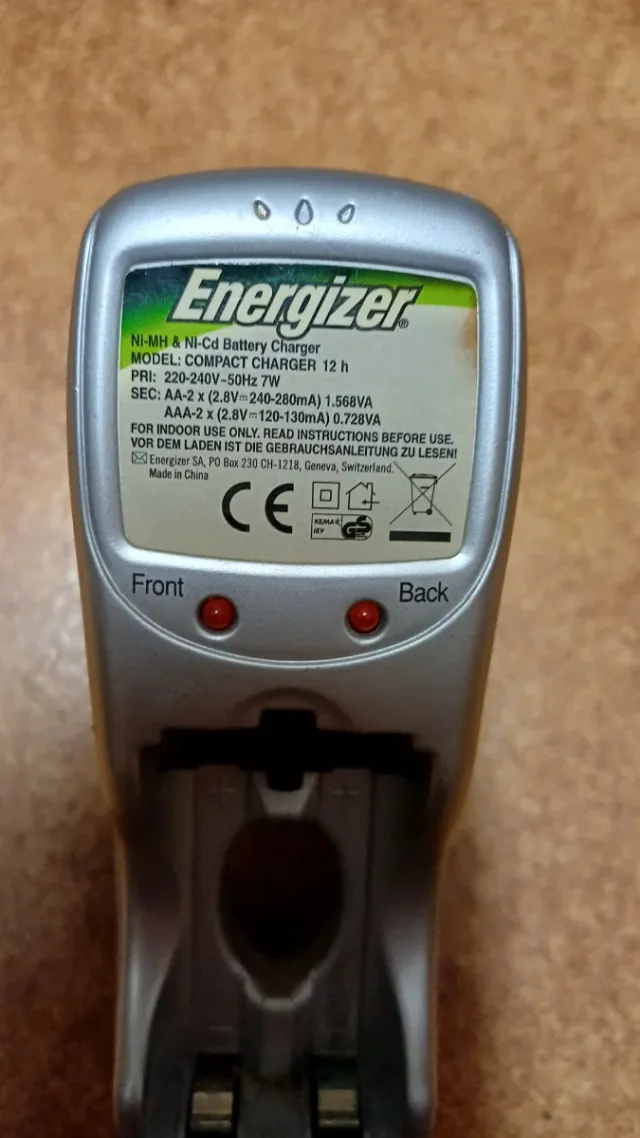 Energizer®
Ni-MH & Ni-Cd Battery Charger
MODEL: COMPACT CHARGER 12 h
PRI: 220-240V~50Hz 7W
SEC: AA-2 x (2.8V⎓240-280mA) 1.568VA
AAA-2 x (2.8V⎓120-130mA) 0.728VA
FOR INDOOR USE ONLY. READ INSTRUCTIONS BEFORE USE.
VOR DEM LADEN IST DIE GEBRAUCHSANLEITUNG ZU LESEN!
Energizer SA, PO Box 230 CH-1218, Geneva, Switzerland.
Made in China
CE
KEMA
GS
Front Back
+ +